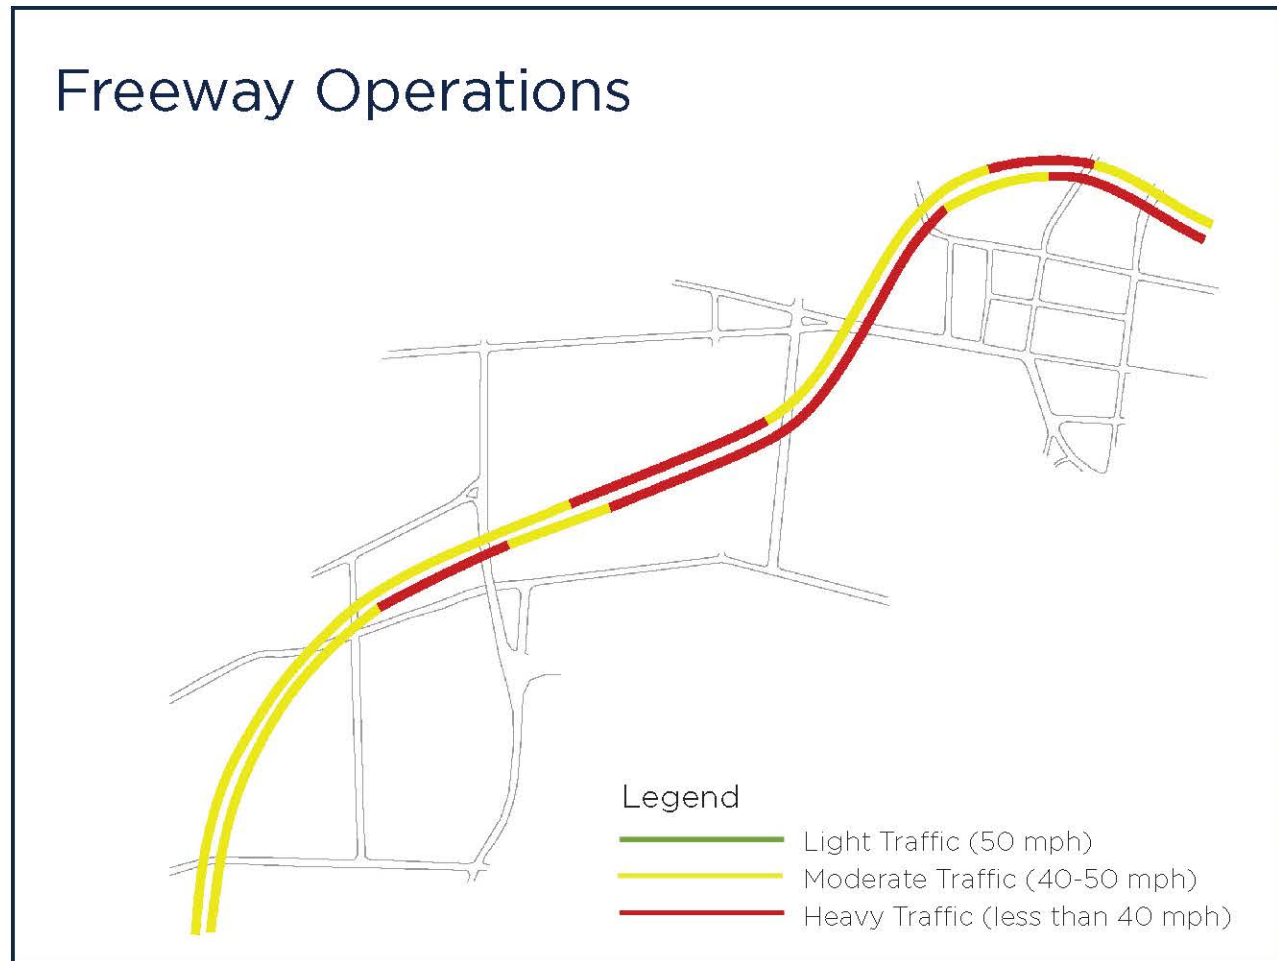 Freeway Operations
Legend
Light Traffic (50 mph)
Moderate Traffic (40-50 mph)
Heavy Traffic (less than 40 mph)